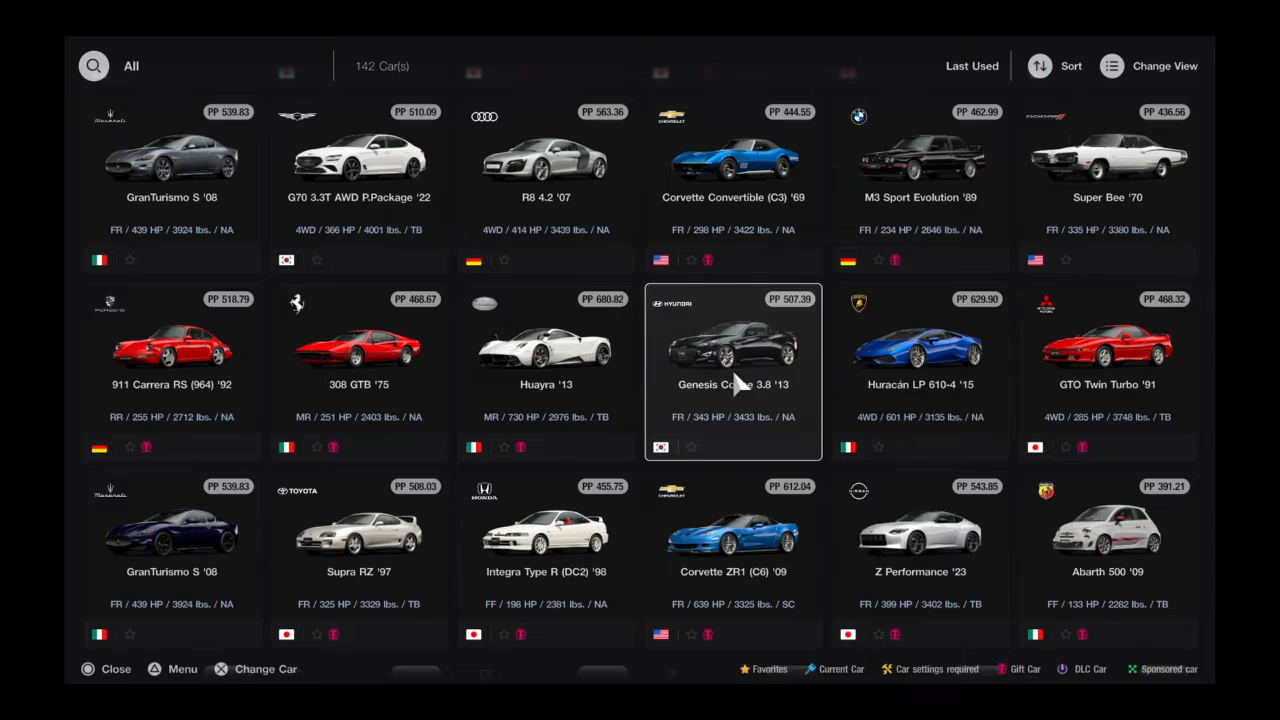 All
142 Car(s)
Last Used
Sort
Change View
PP 539.83
PP 510.09
PP 563.36
PP 444.55
PP 462.99
PP 436.56
CHEVROLET
GranTurismo S '08
G70 3.3T AWD P.Package '22
R8 4.2 '07
Corvette Convertible (C3) '69
M3 Sport Evolution '89
Super Bee '70
FR / 439 HP / 3924 lbs. / NA
4WD / 366 HP / 4001 lbs. / TB
4WD / 414 HP / 3439 lbs. / NA
FR / 298 HP / 3422 lbs. / NA
FR / 234 HP / 2646 lbs. / NA
FR / 335 HP / 3380 lbs. / NA
PP 518.79
PP 468.67
PP 680.82
HYUNDAI
PP 507.39
PP 629.90
PP 468.32
911 Carrera RS (964) '92
308 GTB '75
Huayra '13
Genesis Co e 3.8 '13
Huracán LP 610-4 '15
GTO Twin Turbo '91
RR / 255 HP / 2712 lbs. / NA
MR / 251 HP / 2403 lbs. / NA
MR / 730 HP / 2976 lbs. / TB
FR / 343 HP / 3433 lbs. / NA
4WD / 601 HP / 3135 lbs. / NA
4WD / 285 HP / 3748 lbs. / TB
PP 539.83
TOYOTA
PP 508.03
HONDA
PP 455.75
CHEVROLET
PP 612.04
PP 543.85
PP 391.21
GranTurismo S '08
Supra RZ '97
Integra Type R (DC2) '98
Corvette ZR1 (C6) '09
Z Performance '23
Abarth 500 '09
FR / 439 HP / 3924 lbs. / NA
FR / 325 HP / 3329 lbs. / TB
FF / 198 HP / 2381 lbs. / NA
FR / 639 HP / 3325 lbs. / SC
FR / 399 HP / 3402 lbs. / TB
FF / 133 HP / 2282 lbs. / TB
Close
Menu
Change Car
Favorites
Current Car
Car settings required
Gift Car
DLC Car
Sponsored car